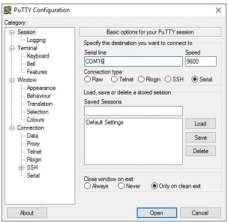 PuTTY Configuration
Category:
Session
Logging
Terminal
Keyboard
Bell
Features
Window
Appearance
Behaviour
Translation
Selection
Colours
Connection
Data
Proxy
Telnet
Rlogin
SSH
Serial
Basic options for your PuTTY session
Specify the destination you want to connect to
Serial line
Speed
COM16
9600
Connection type:
Raw
Telnet
Rlogin
SSH
Serial
Load, save or delete a stored session
Saved Sessions
Default Settings
Load
Save
Delete
Close window on exit:
Always
Never
Only on clean exit
About
Open
Cancel